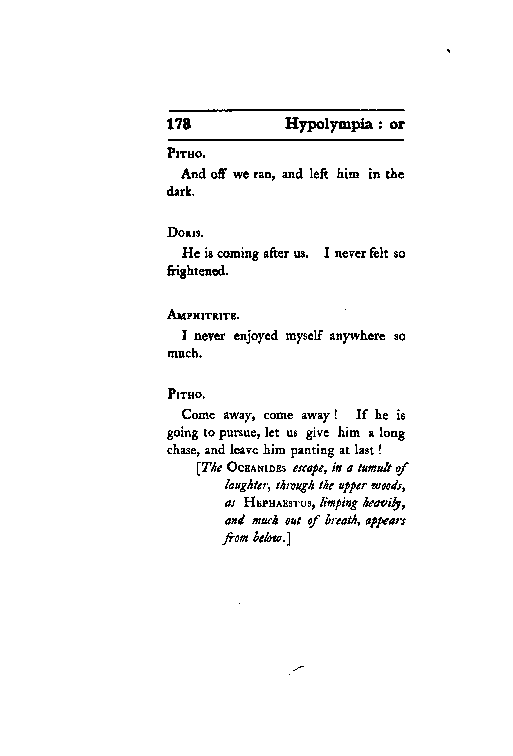 178 Hypolympia : or
Pitho.
And off we ran, and left him in the
dark.
Doris.
He is coming after us. I never felt so
frightened.
Amphitrite.
I never enjoyed myself anywhere so
much.
Pitho.
Come away, come away! If he is
going to pursue, let us give him a long
chase, and leave him panting at last!
[The Oceanides escape, in a tumult of
laughter, through the upper woods,
as Hephaestus, limping heavily,
and much out of breath, appears
from below.]